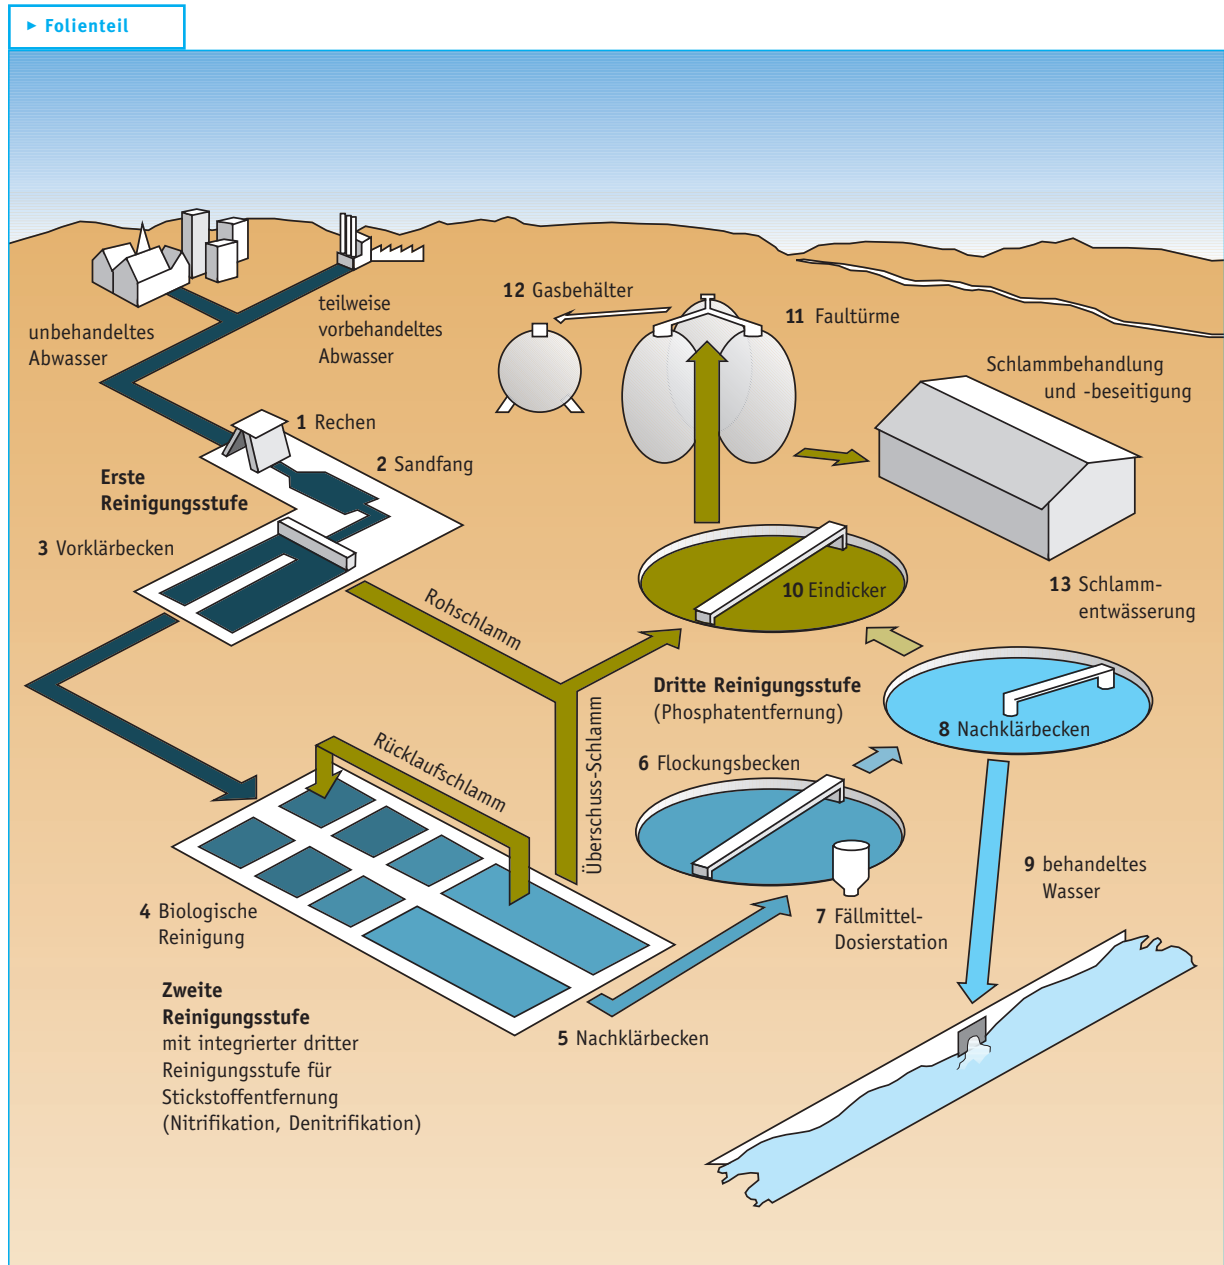 ► Folienteil
unbehandeltes
Abwasser
teilweise
vorbehandeltes
Abwasser
12 Gasbehälter
11 Faultürme
Schlammbehandlung
und -beseitigung
1 Rechen
2 Sandfang
Erste
Reinigungsstufe
3 Vorklärbecken
Rohschlamm
10 Eindicker
13 Schlamm-
entwässerung
Dritte Reinigungsstufe
(Phosphatentfernung)
8 Nachklärbecken
Rücklaufschlamm
Überschuss-Schlamm
6 Flockungsbecken
9 behandeltes
Wasser
4 Biologische
Reinigung
7 Fällmittel-
Dosierstation
Zweite
Reinigungsstufe
mit integrierter dritter
Reinigungsstufe für
Stickstoffentfernung
(Nitrifikation, Denitrifikation)
5 Nachklärbecken